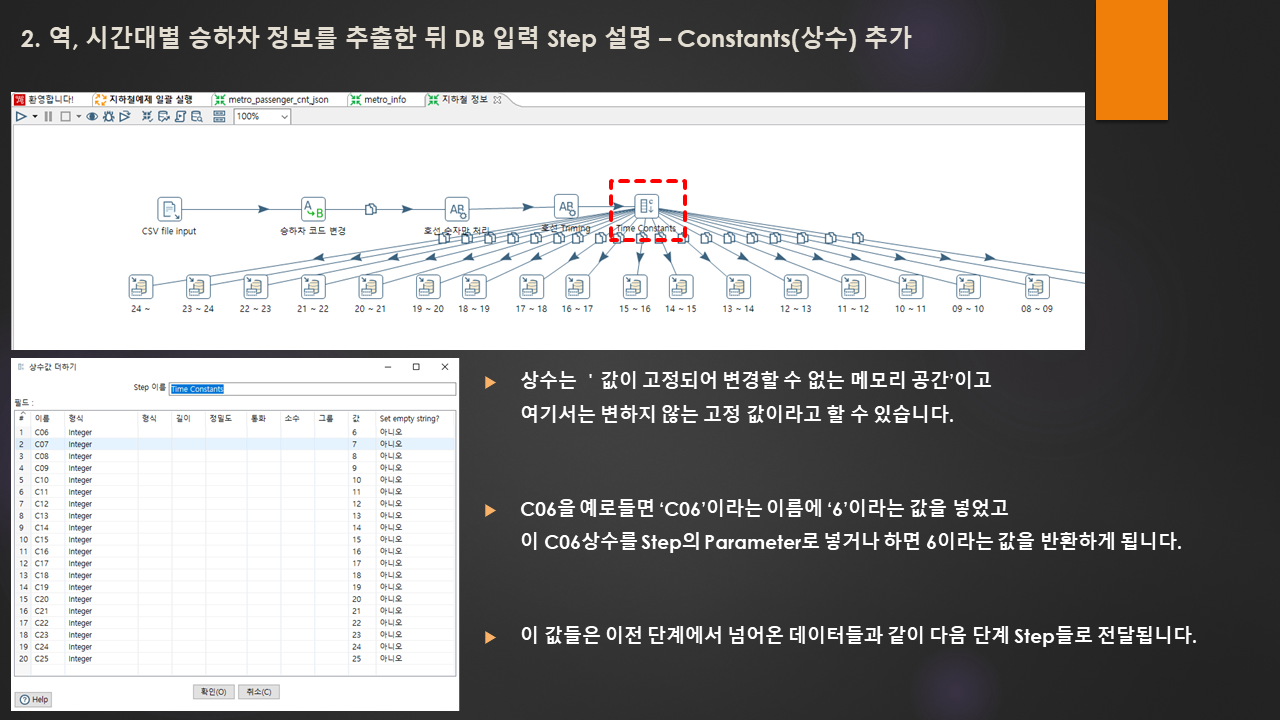 2. 역, 시간대별 승하차 정보를 추출한 뒤 DB 입력 Step 설명 – Constants(상수) 추가
환영합니다! 지하철예제 일괄 실행 metro_passenger_cnt_json metro_info 지하철 정보
100%
CSV file input 승하차 코드 변경 호선 숫자만 처리 호선 Triming Time Constants
24 ~ 23 ~ 24 22 ~ 23 21 ~ 22 20 ~ 21 19 ~ 20 18 ~ 19 17 ~ 18 16 ~ 17 15 ~ 16 14 ~ 15 13 ~ 14 12 ~ 13 11 ~ 12 10 ~ 11 09 ~ 10 08 ~ 09
상수값 더하기
Step 이름 Time Constants
필드 :
# 이름 형식 형식 길이 정밀도 통화 소수 그룹 값 Set empty string?
1 C06 Integer 6 아니오
2 C07 Integer 7 아니오
3 C08 Integer 8 아니오
4 C09 Integer 9 아니오
5 C10 Integer 10 아니오
6 C11 Integer 11 아니오
7 C12 Integer 12 아니오
8 C13 Integer 13 아니오
9 C14 Integer 14 아니오
10 C15 Integer 15 아니오
11 C16 Integer 16 아니오
12 C17 Integer 17 아니오
13 C18 Integer 18 아니오
14 C19 Integer 19 아니오
15 C20 Integer 20 아니오
16 C21 Integer 21 아니오
17 C22 Integer 22 아니오
18 C23 Integer 23 아니오
19 C24 Integer 24 아니오
20 C25 Integer 25 아니오
확인(O) 취소(C)
Help
상수는 ' 값이 고정되어 변경할 수 없는 메모리 공간’이고
여기서는 변하지 않는 고정 값이라고 할 수 있습니다.
C06을 예로들면 ‘C06’이라는 이름에 ‘6’이라는 값을 넣었고
이 C06상수를 Step의 Parameter로 넣거나 하면 6이라는 값을 반환하게 됩니다.
이 값들은 이전 단계에서 넘어온 데이터들과 같이 다음 단계 Step들로 전달됩니다.